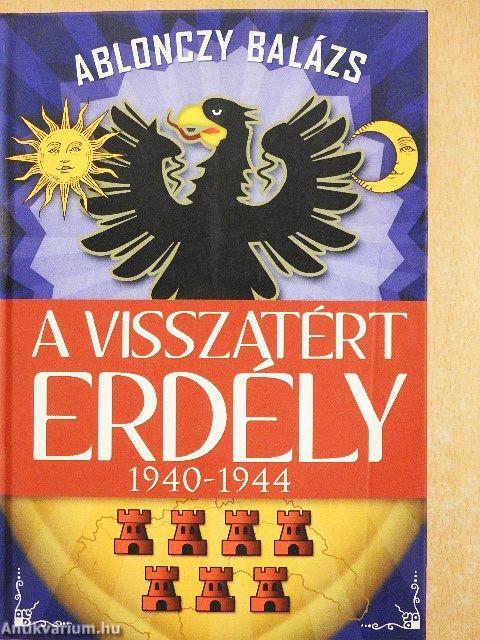 ABLONCZY BALÁZS
A VISSZATÉRT
ERDÉLY
1940-1944
Antikvarium.hu